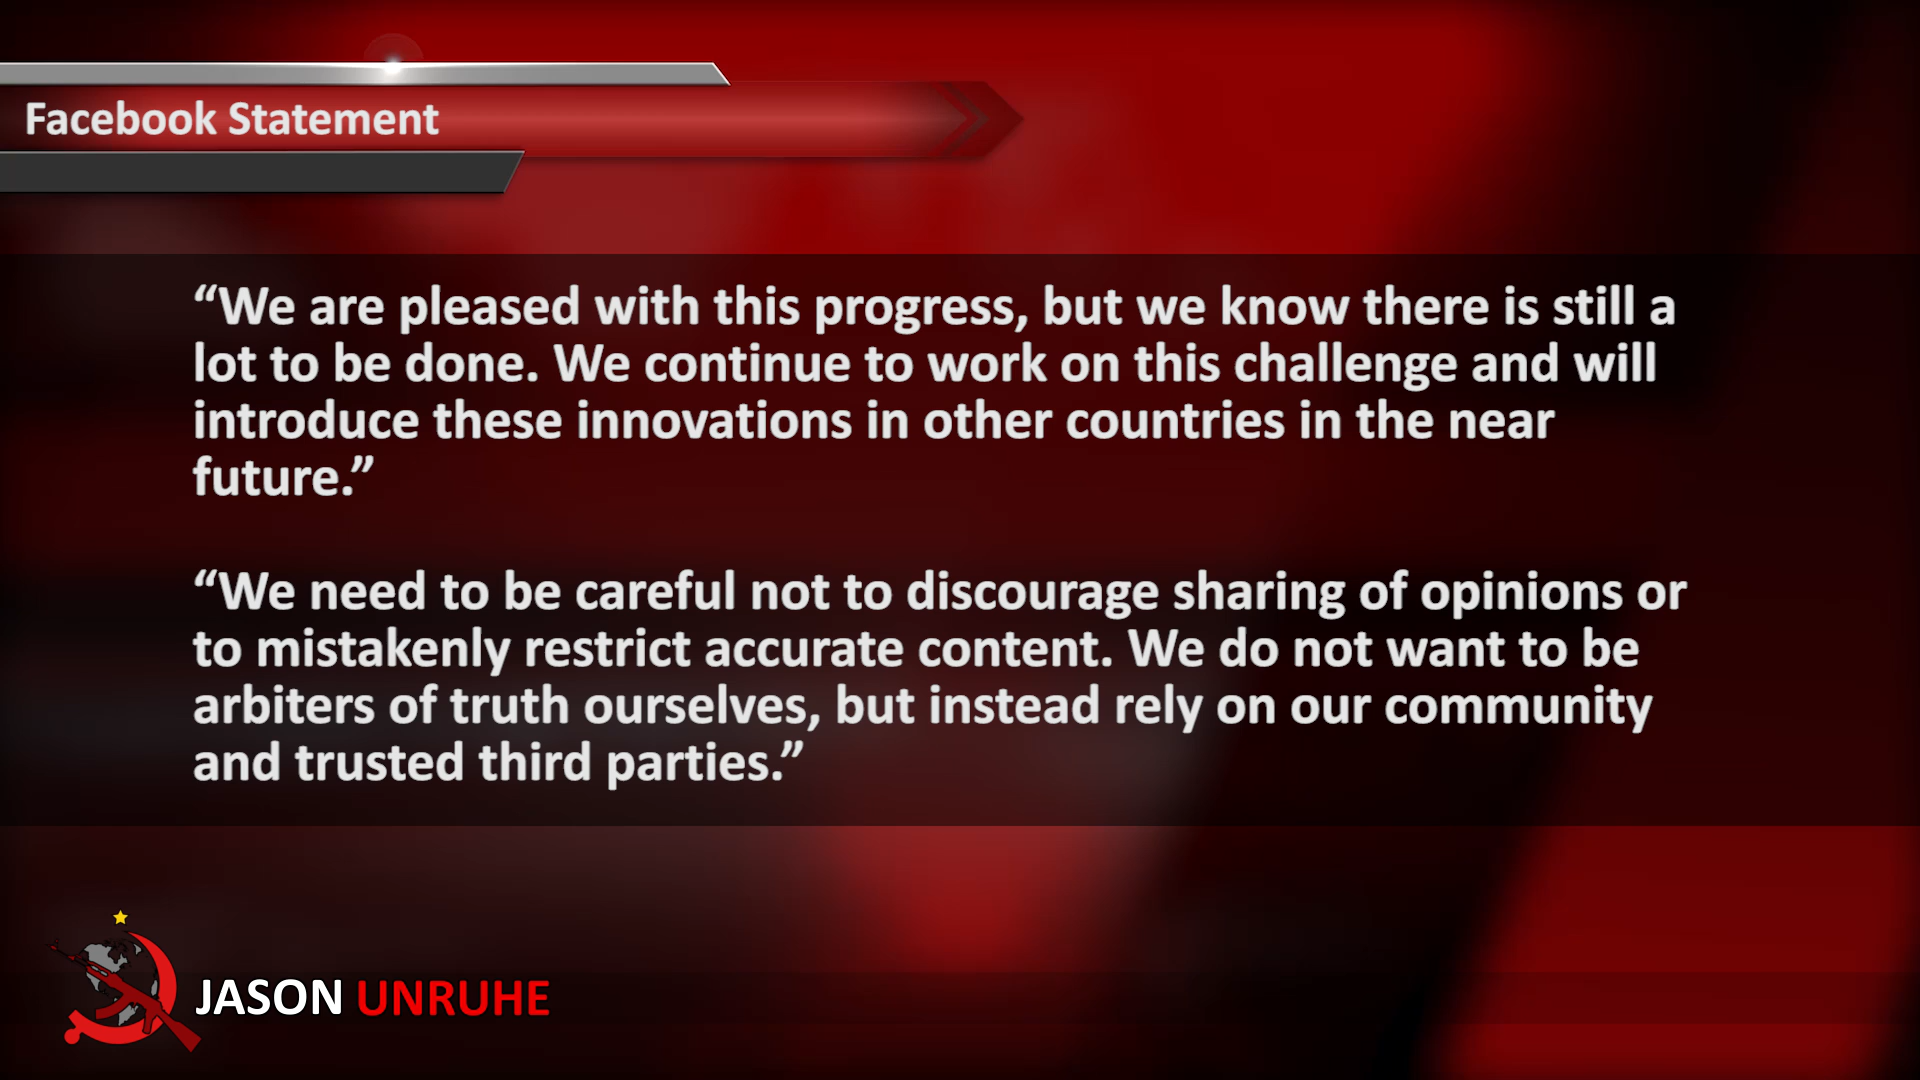 Facebook Statement
“We are pleased with this progress, but we know there is still a
lot to be done. We continue to work on this challenge and will
introduce these innovations in other countries in the near
future.”
“We need to be careful not to discourage sharing of opinions or
to mistakenly restrict accurate content. We do not want to be
arbiters of truth ourselves, but instead rely on our community
and trusted third parties.”
JASON UNRUHE